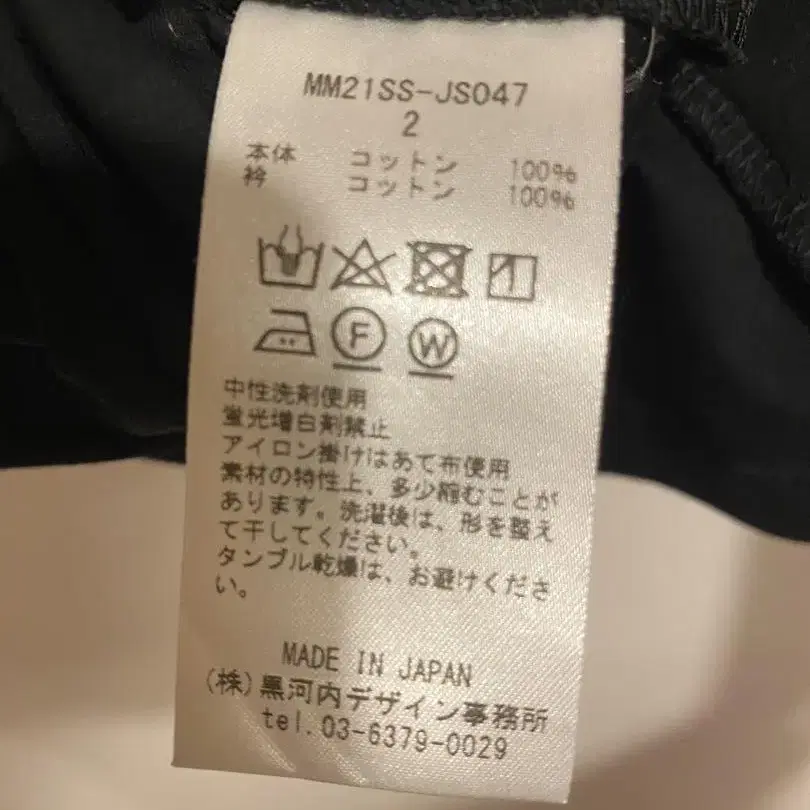 MM21SS-JS047
2
本体 コットン 100%
衿 コットン 100%
F W
中性洗剤使用
蛍光増白剤禁止
アイロン掛けはあて布使用
素材の特性上、多少縮むことが
あります。洗濯後は、形を整え
て干してください。
タンブル乾燥は、お避けくださ
い。
MADE IN JAPAN
(株)黒河内デザイン事務所
tel.03-6379-0029